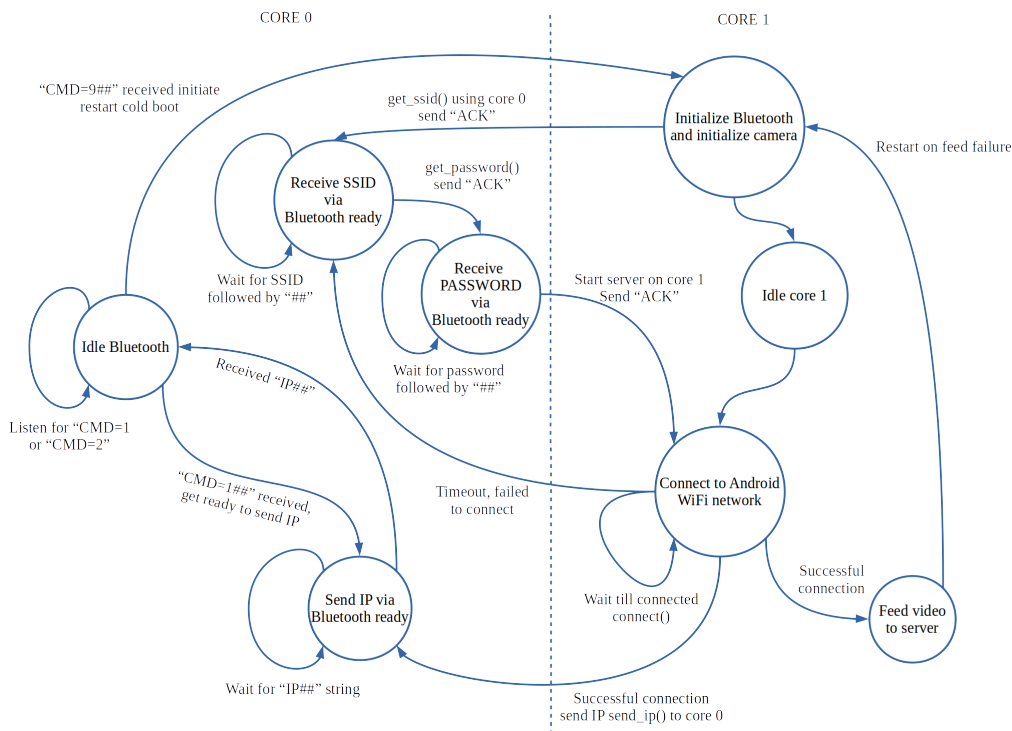 CORE 0
CORE 1
“CMD=9##” received initiate
restart cold boot
get_ssid() using core 0
send “ACK”
Initialize Bluetooth
and initialize camera
Restart on feed failure
get_password()
send “ACK”
Receive SSID
via
Bluetooth ready
Wait for SSID
followed by “##”
Receive
PASSWORD
via
Bluetooth ready
Start server on core 1
Send “ACK”
Idle core 1
Idle Bluetooth
Received “IP##”
Wait for password
followed by “##”
Listen for “CMD=1
or “CMD=2”
“CMD=1##” received,
get ready to send IP
Timeout, failed
to connect
Connect to Android
WiFi network
Successful
connection
Wait till connected
connect()
Send IP via
Bluetooth ready
Feed video
to server
Wait for “IP##” string
Successful connection
send IP send_ip() to core 0